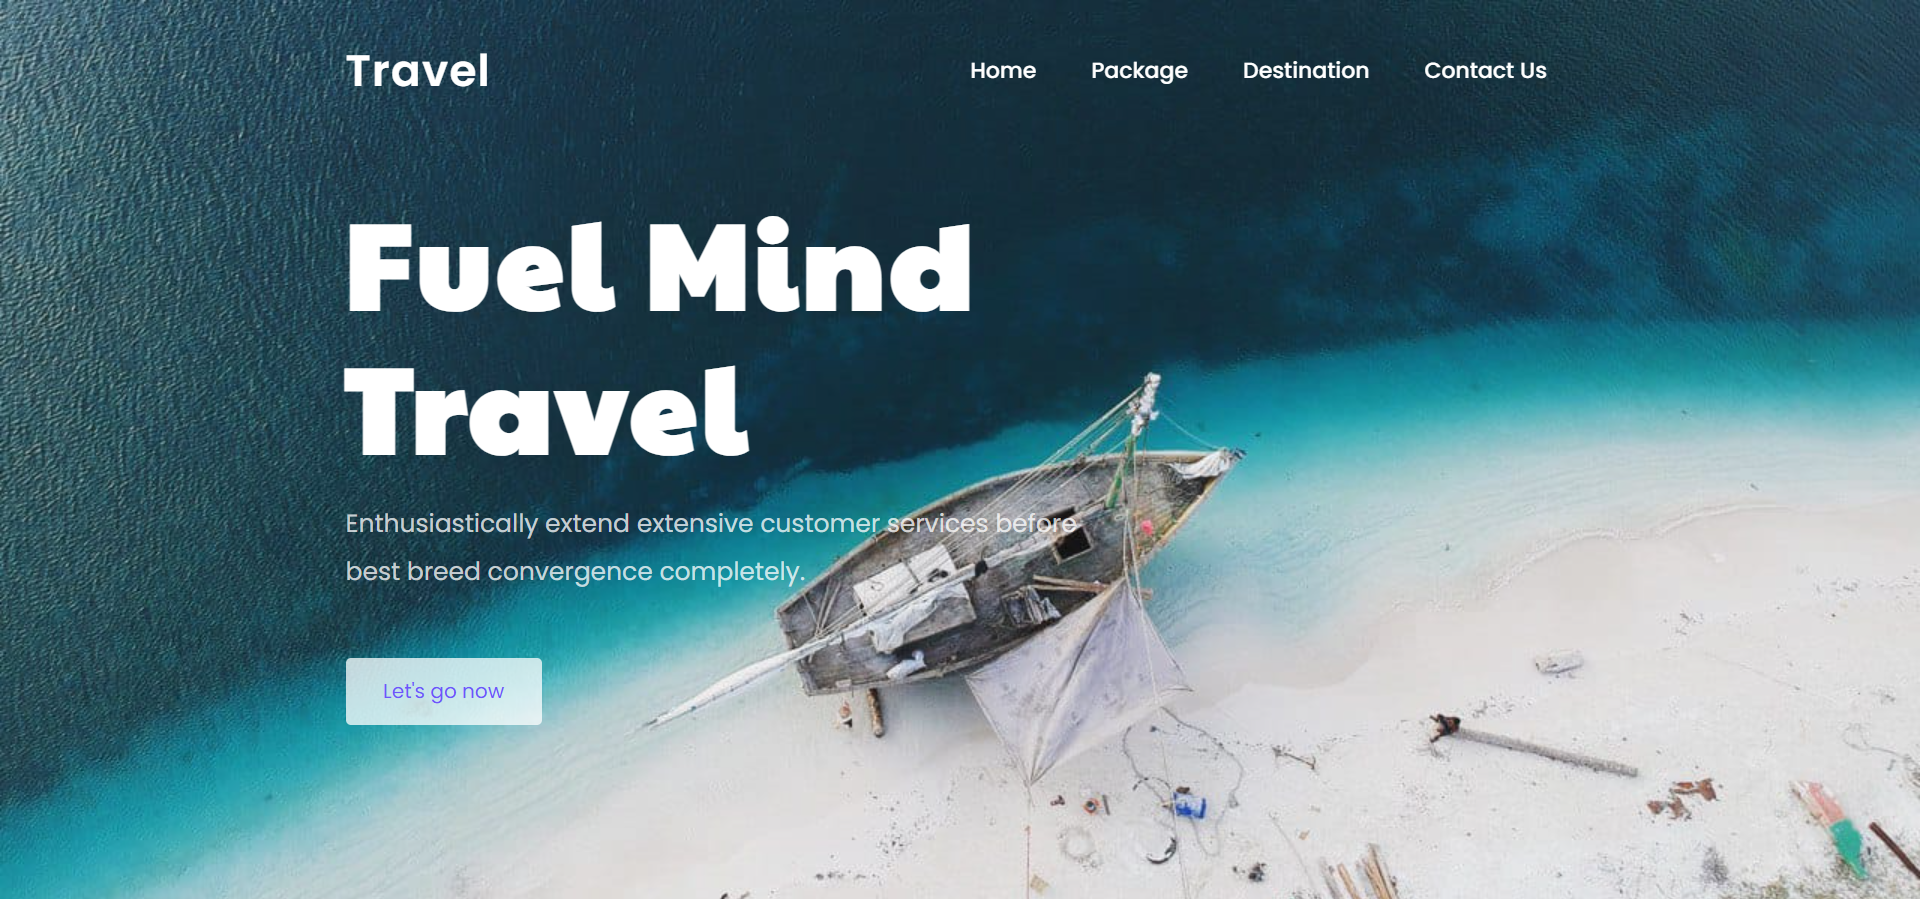 Travel
Home Package Destination Contact Us
Fuel Mind
Travel
Enthusiastically extend extensive customer services before
best breed convergence completely.
Let's go now